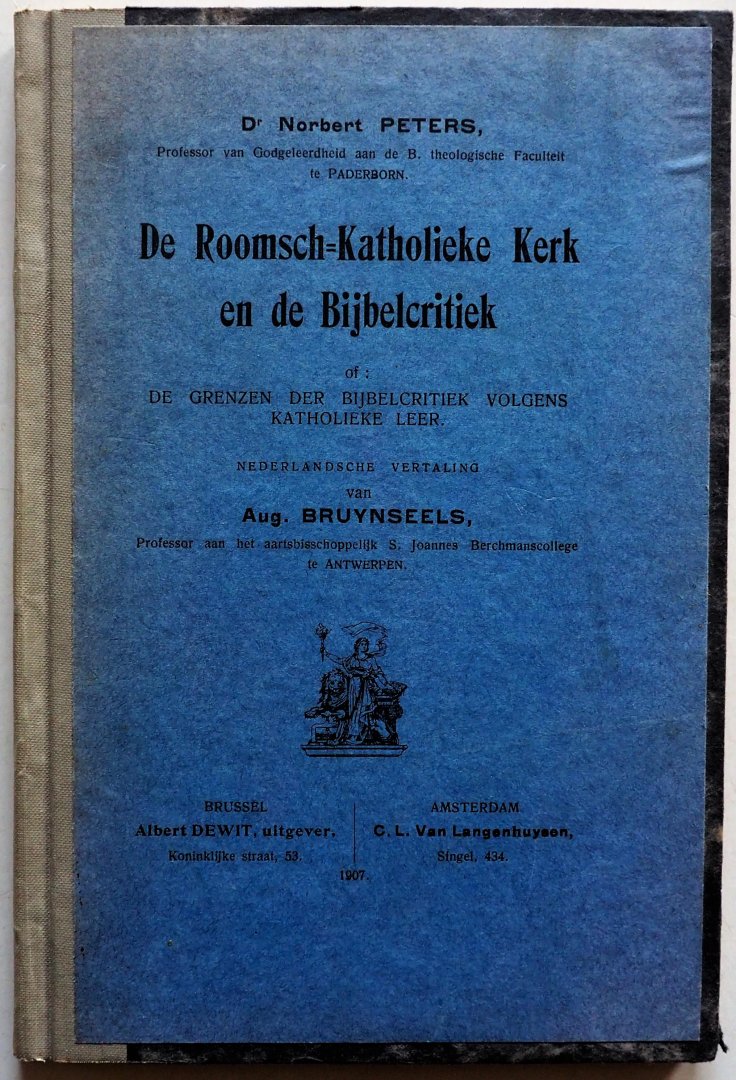 Dr Norbert PETERS,
Professor van Godgeleerdheid aan de B. theologische Faculteit
te PADERBORN.
De Roomsch=Katholieke Kerk
en de Bijbelcritiek
of :
DE GRENZEN DER BIJBELCRITIEK VOLGENS
KATHOLIEKE LEER.
NEDERLANDSCHE VERTALING
van
Aug. BRUYNSEELS,
Professor aan het aartsbisschoppelijk S. Joannes Berchmanscollege
te ANTWERPEN.
BRUSSEL
Albert DEWIT, uitgever,
Koninklijke straat, 53.
AMSTERDAM
C. L. Van Langenhuysen,
Singel, 434.
1907.